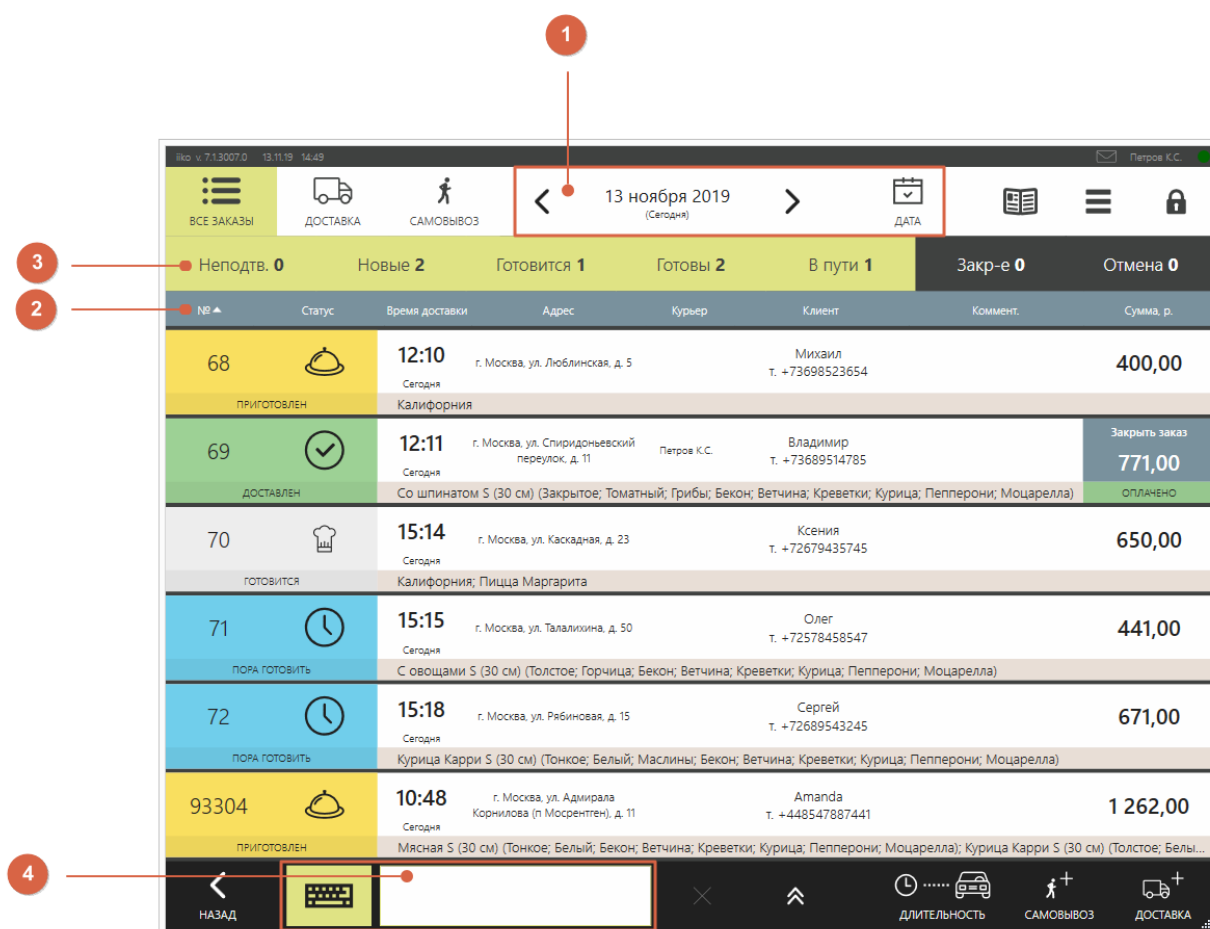 1
iiko v. 7.1.3007.0 13.11.19 14:49 Петров К.С.
13 ноября 2019
(Сегодня)
ВСЕ ЗАКАЗЫ ДОСТАВКА САМОВЫВОЗ ДАТА
3
Неподтв. 0 Новые 2 Готовится 1 Готовы 2 В пути 1 Закр-е 0 Отмена 0
2
№ Статус Время доставки Адрес Курьер Клиент Коммент. Сумма, р.
68 12:10 Сегодня г. Москва, ул. Люблинская, д. 5 Михаил т. +73698523654 400,00
ПРИГОТОВЛЕН Калифорния
69 12:11 Сегодня г. Москва, ул. Спиридоньевский переулок, д. 11 Петров К.С. Владимир т. +73689514785 Закрыть заказ 771,00
ДОСТАВЛЕН Со шпинатом S (30 см) (Закрытое; Томатный; Грибы; Бекон; Ветчина; Креветки; Курица; Пепперони; Моцарелла) ОПЛАЧЕНО
70 15:14 Сегодня г. Москва, ул. Каскадная, д. 23 Ксения т. +72679435745 650,00
ГОТОВИТСЯ Калифорния; Пицца Маргарита
71 15:15 Сегодня г. Москва, ул. Талалихина, д. 50 Олег т. +72578458547 441,00
ПОРА ГОТОВИТЬ С овощами S (30 см) (Толстое; Горчица; Бекон; Ветчина; Креветки; Курица; Пепперони; Моцарелла)
72 15:18 Сегодня г. Москва, ул. Рябиновая, д. 15 Сергей т. +72689543245 671,00
ПОРА ГОТОВИТЬ Курица Карри S (30 см) (Тонкое; Белый; Маслины; Бекон; Ветчина; Креветки; Курица; Пепперони; Моцарелла)
93304 10:48 Сегодня г. Москва, ул. Адмирала Корнилова (п Мосрентген), д. 11 Amanda т. +448547887441 1 262,00
ПРИГОТОВЛЕН Мясная S (30 см) (Тонкое; Белый; Бекон; Ветчина; Креветки; Курица; Пепперони; Моцарелла); Курица Карри S (30 см) (Толстое; Белы...
4
НАЗАД ДЛИТЕЛЬНОСТЬ САМОВЫВОЗ ДОСТАВКА